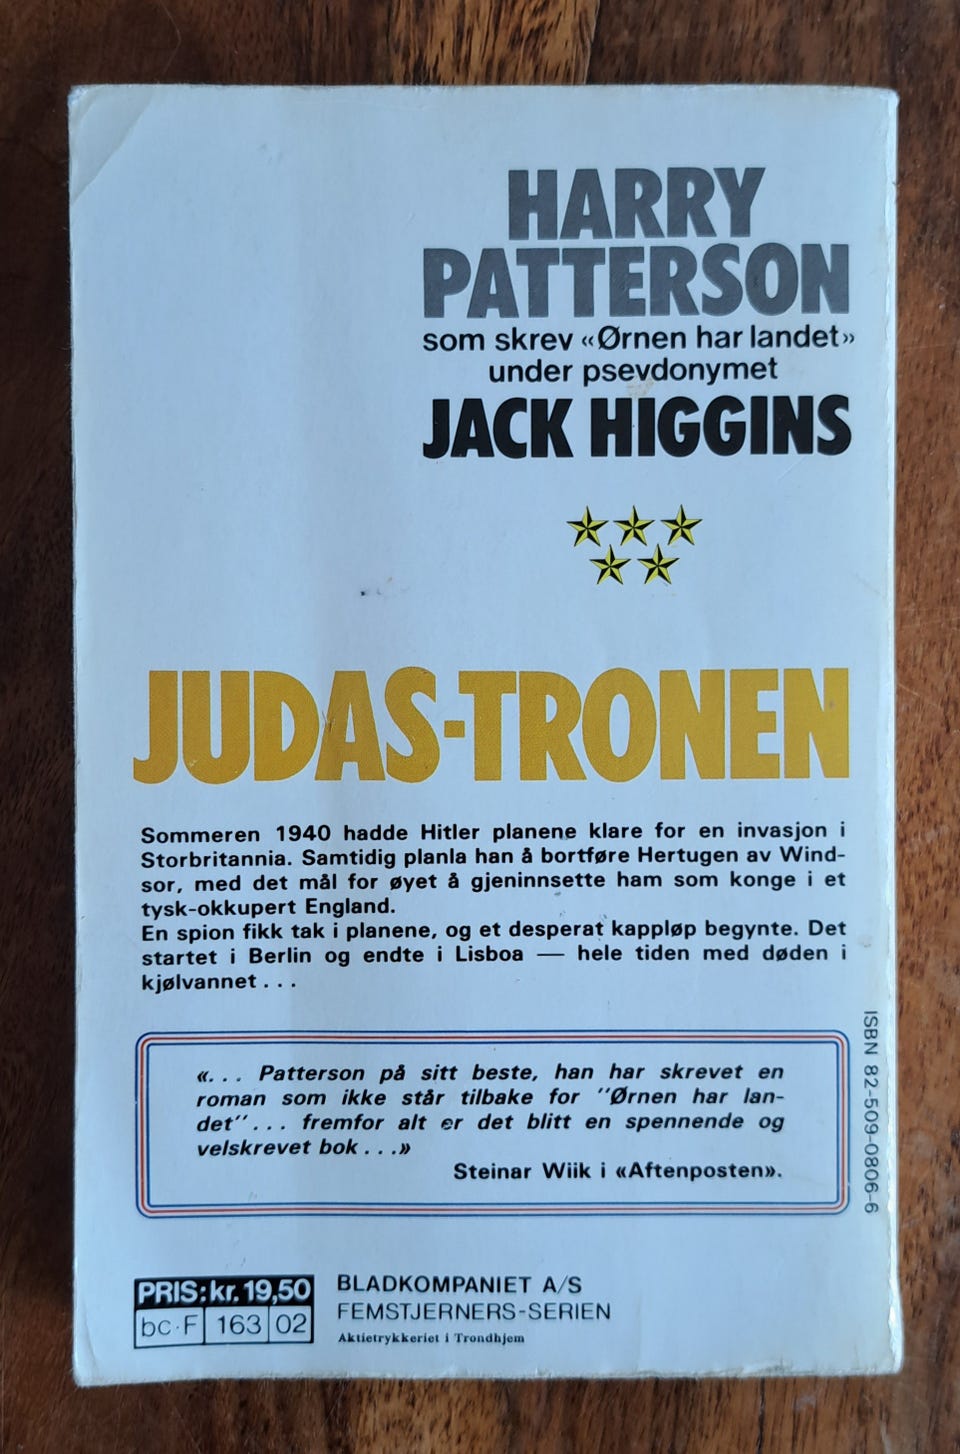 HARRY
PATTERSON
som skrev «Ørnen har landet»
under psevdonymet
JACK HIGGINS
JUDAS-TRONEN
Sommeren 1940 hadde Hitler planene klare for en invasjon i
Storbritannia. Samtidig planla han å bortføre Hertugen av Wind-
sor, med det mål for øyet å gjeninnsette ham som konge i et
tysk-okkupert England.
En spion fikk tak i planene, og et desperat kappløp begynte. Det
startet i Berlin og endte i Lisboa — hele tiden med døden i
kjølvannet . . .
«. . . Patterson på sitt beste, han har skrevet en
roman som ikke står tilbake for "Ørnen har lan-
det" . . . fremfor alt er det blitt en spennende og
velskrevet bok . . .»
Steinar Wiik i «Aftenposten».
ISBN 82-509-0806-6
PRIS: kr. 19,50
bc·F 163 02
BLADKOMPANIET A/S
FEMSTJERNERS-SERIEN
Aktietrykkeriet i Trondhjem